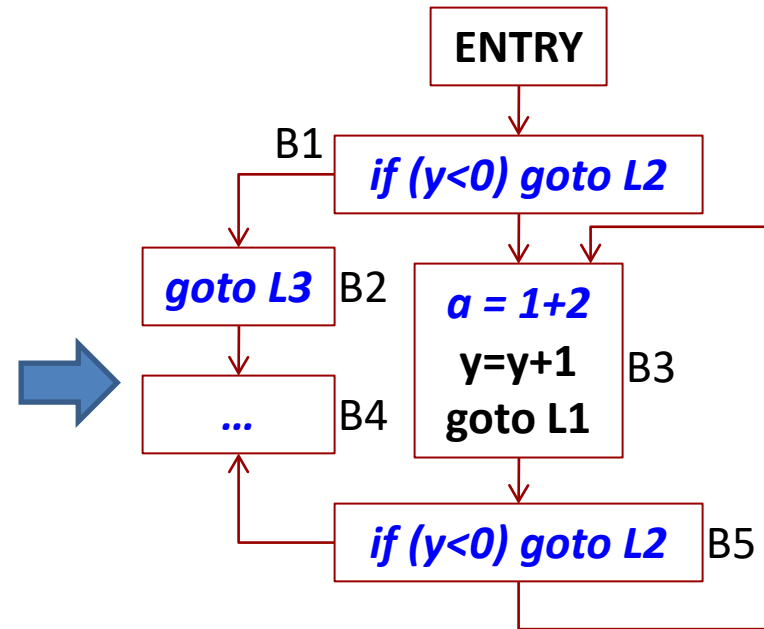 ENTRY
B1
if (y<0) goto L2
goto L3 B2
a = 1+2
y=y+1
goto L1
B3
... B4
if (y<0) goto L2 B5